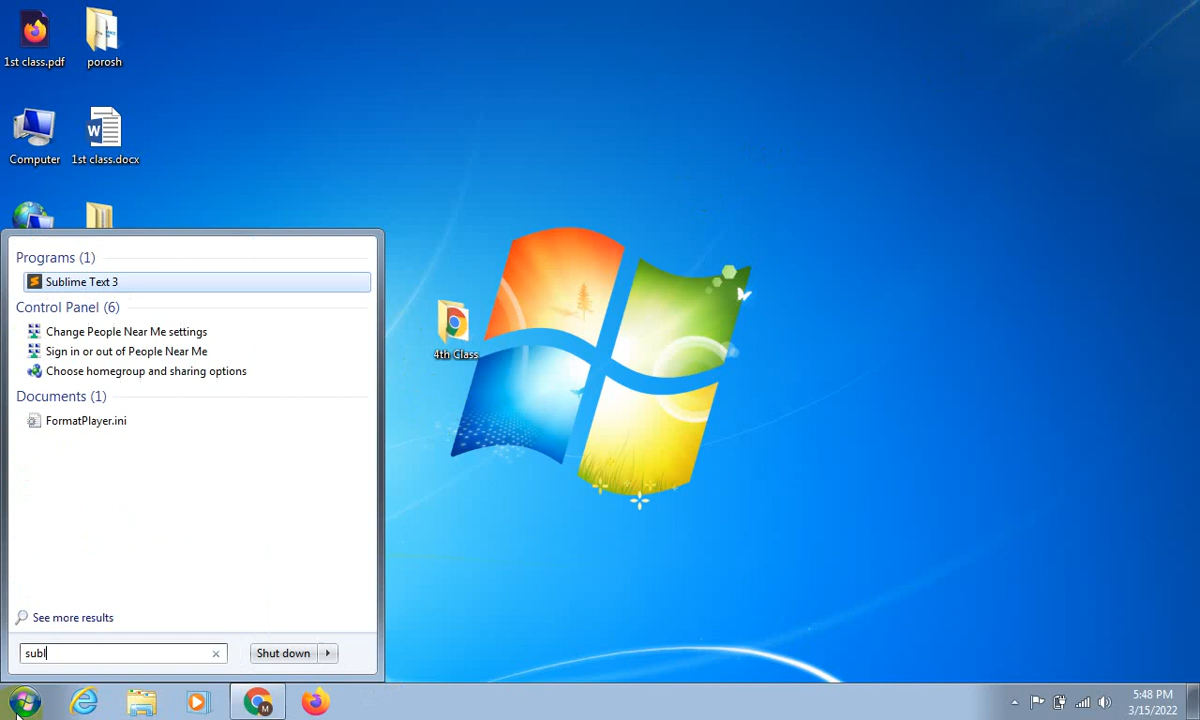 1st class.pdf
porosh
Computer
1st class.docx
4th Class
Programs (1)
Sublime Text 3
Control Panel (6)
Change People Near Me settings
Sign in or out of People Near Me
Choose homegroup and sharing options
Documents (1)
FormatPlayer.ini
See more results
subl
Shut down
M
5:48 PM
3/15/2022